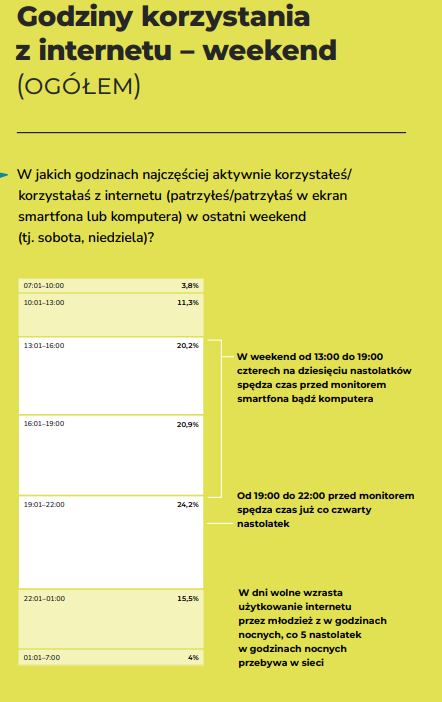 Godziny korzystania
z internetu – weekend
(OGÓŁEM)
W jakich godzinach najczęściej aktywnie korzystałeś/
korzystałaś z internetu (patrzyłeś/patrzyłaś w ekran
smartfona lub komputera) w ostatni weekend
(tj. sobota, niedziela)?
07:01–10:00 3,8%
10:01–13:00 11,3%
13:01–16:00 20,2%
W weekend od 13:00 do 19:00
czterech na dziesięciu nastolatków
spędza czas przed monitorem
smartfona bądź komputera
16:01–19:00 20,9%
19:01–22:00 24,2%
Od 19:00 do 22:00 przed monitorem
spędza czas już co czwarty
nastolatek
22:01–01:00 15,5%
W dni wolne wzrasta
użytkowanie internetu
przez młodzież z w godzinach
nocnych, co 5 nastolatek
w godzinach nocnych
przebywa w sieci
01:01–7:00 4%